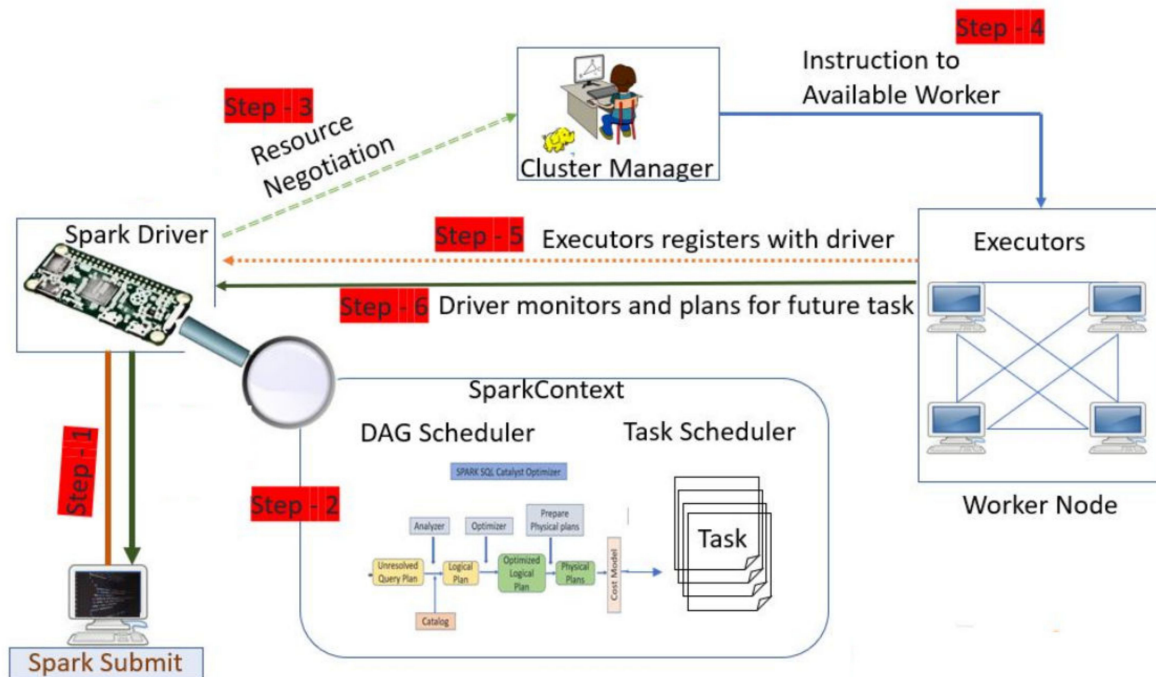 Step - 4
Instruction to
Available Worker
Step - 3
Resource
Negotiation
Cluster Manager
Spark Driver
Step - 5
Executors registers with driver
Executors
Step - 6
Driver monitors and plans for future task
SparkContext
DAG Scheduler
Task Scheduler
Step -1
SPARK SQL Catalyst Optimizer
Step - 2
Analyzer
Optimizer
Prepare
Physical plans
Unresolved
Query Plan
Logical
Plan
Optimized
Logical
Plan
Physical
Plans
Cost Model
Catalog
Task
Worker Node
Spark Submit